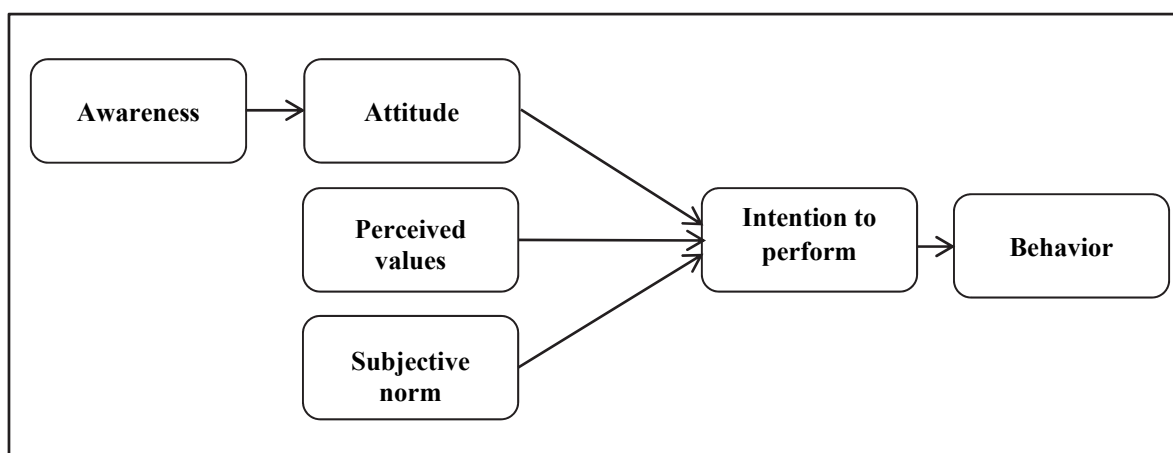 Awareness
Attitude
Perceived
values
Subjective
norm
Intention to
perform
Behavior